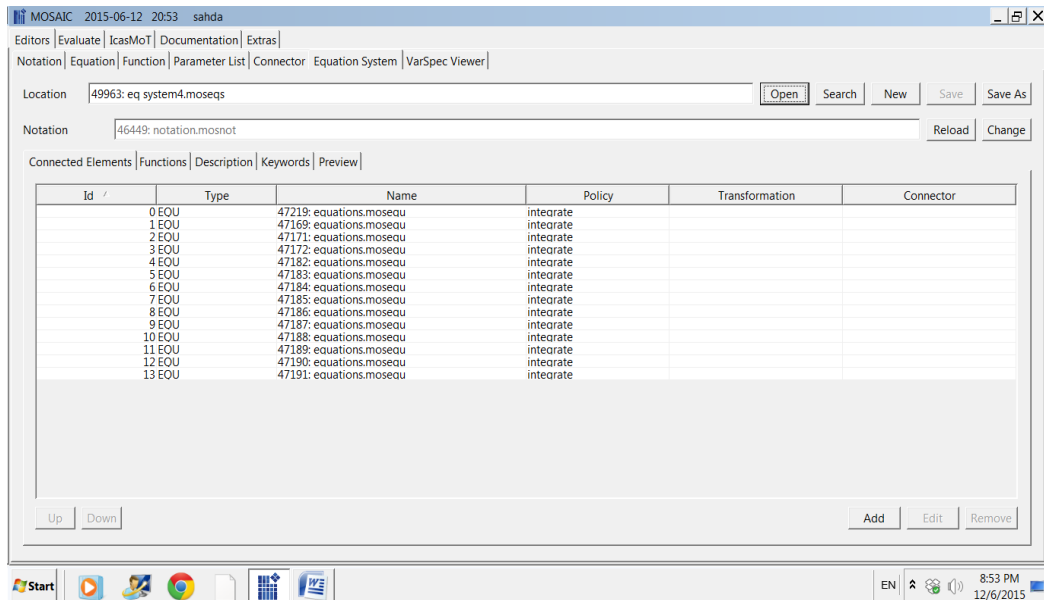 MOSAIC 2015-06-12 20:53 sahda
Editors Evaluate IcasMoT Documentation Extras
Notation Equation Function Parameter List Connector Equation System VarSpec Viewer
Location 49963: eq system4.moseqs Open Search New Save Save As
Notation 46449: notation.mosnot Reload Change
Connected Elements Functions Description Keywords Preview
Id Type Name Policy Transformation Connector
0 EQU 47219: equations.mosequ integrate
1 EQU 47169: equations.mosequ integrate
2 EQU 47171: equations.mosequ integrate
3 EQU 47172: equations.mosequ integrate
4 EQU 47182: equations.mosequ integrate
5 EQU 47183: equations.mosequ integrate
6 EQU 47184: equations.mosequ integrate
7 EQU 47185: equations.mosequ integrate
8 EQU 47186: equations.mosequ integrate
9 EQU 47187: equations.mosequ integrate
10 EQU 47188: equations.mosequ integrate
11 EQU 47189: equations.mosequ integrate
12 EQU 47190: equations.mosequ integrate
13 EQU 47191: equations.mosequ integrate
Up Down Add Edit Remove
Start EN 8:53 PM
12/6/2015